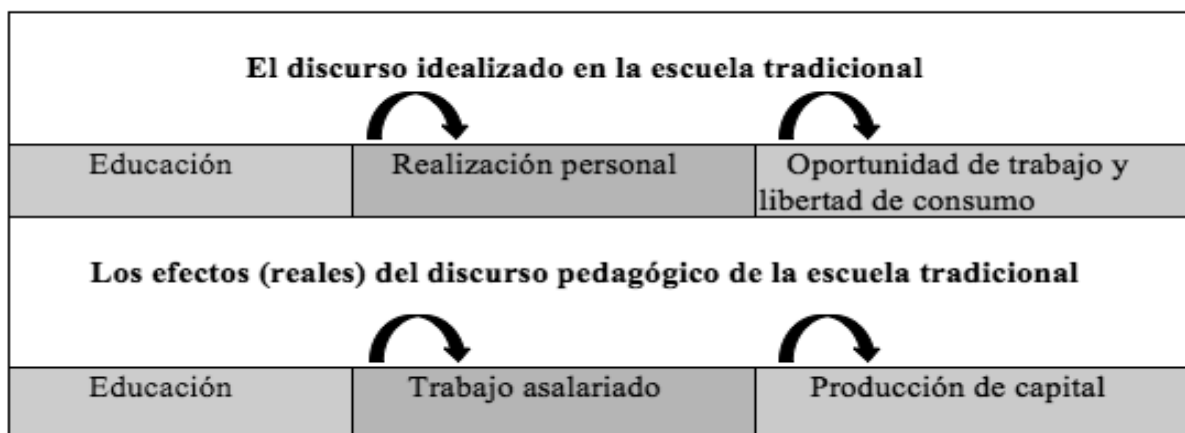 El discurso idealizado en la escuela tradicional
Educación Realización personal Oportunidad de trabajo y
libertad de consumo
Los efectos (reales) del discurso pedagógico de la escuela tradicional
Educación Trabajo asalariado Producción de capital